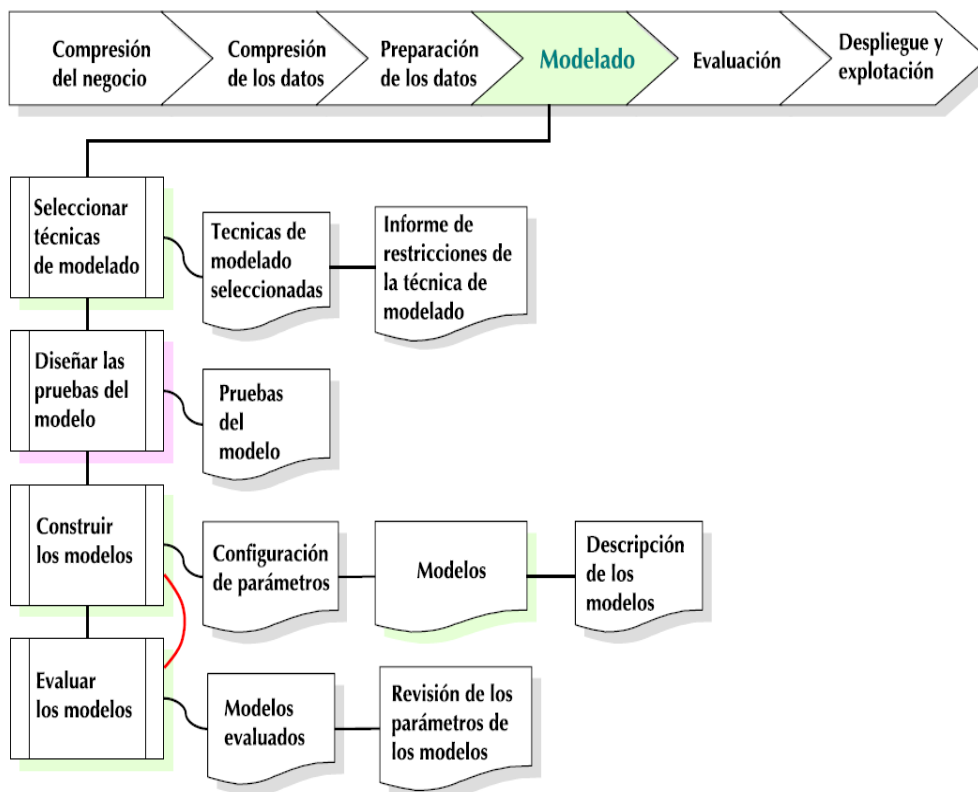 Compresión
del negocio
Compresión
de los datos
Preparación
de los datos
Modelado
Evaluación
Despliegue y
explotación
Seleccionar
técnicas
de modelado
Tecnicas de
modelado
seleccionadas
Informe de
restricciones de
la técnica de
modelado
Diseñar las
pruebas del
modelo
Pruebas
del
modelo
Construir
los modelos
Configuración
de parámetros
Modelos
Descripción
de los
modelos
Evaluar
los modelos
Modelos
evaluados
Revisión de los
parámetros de
los modelos